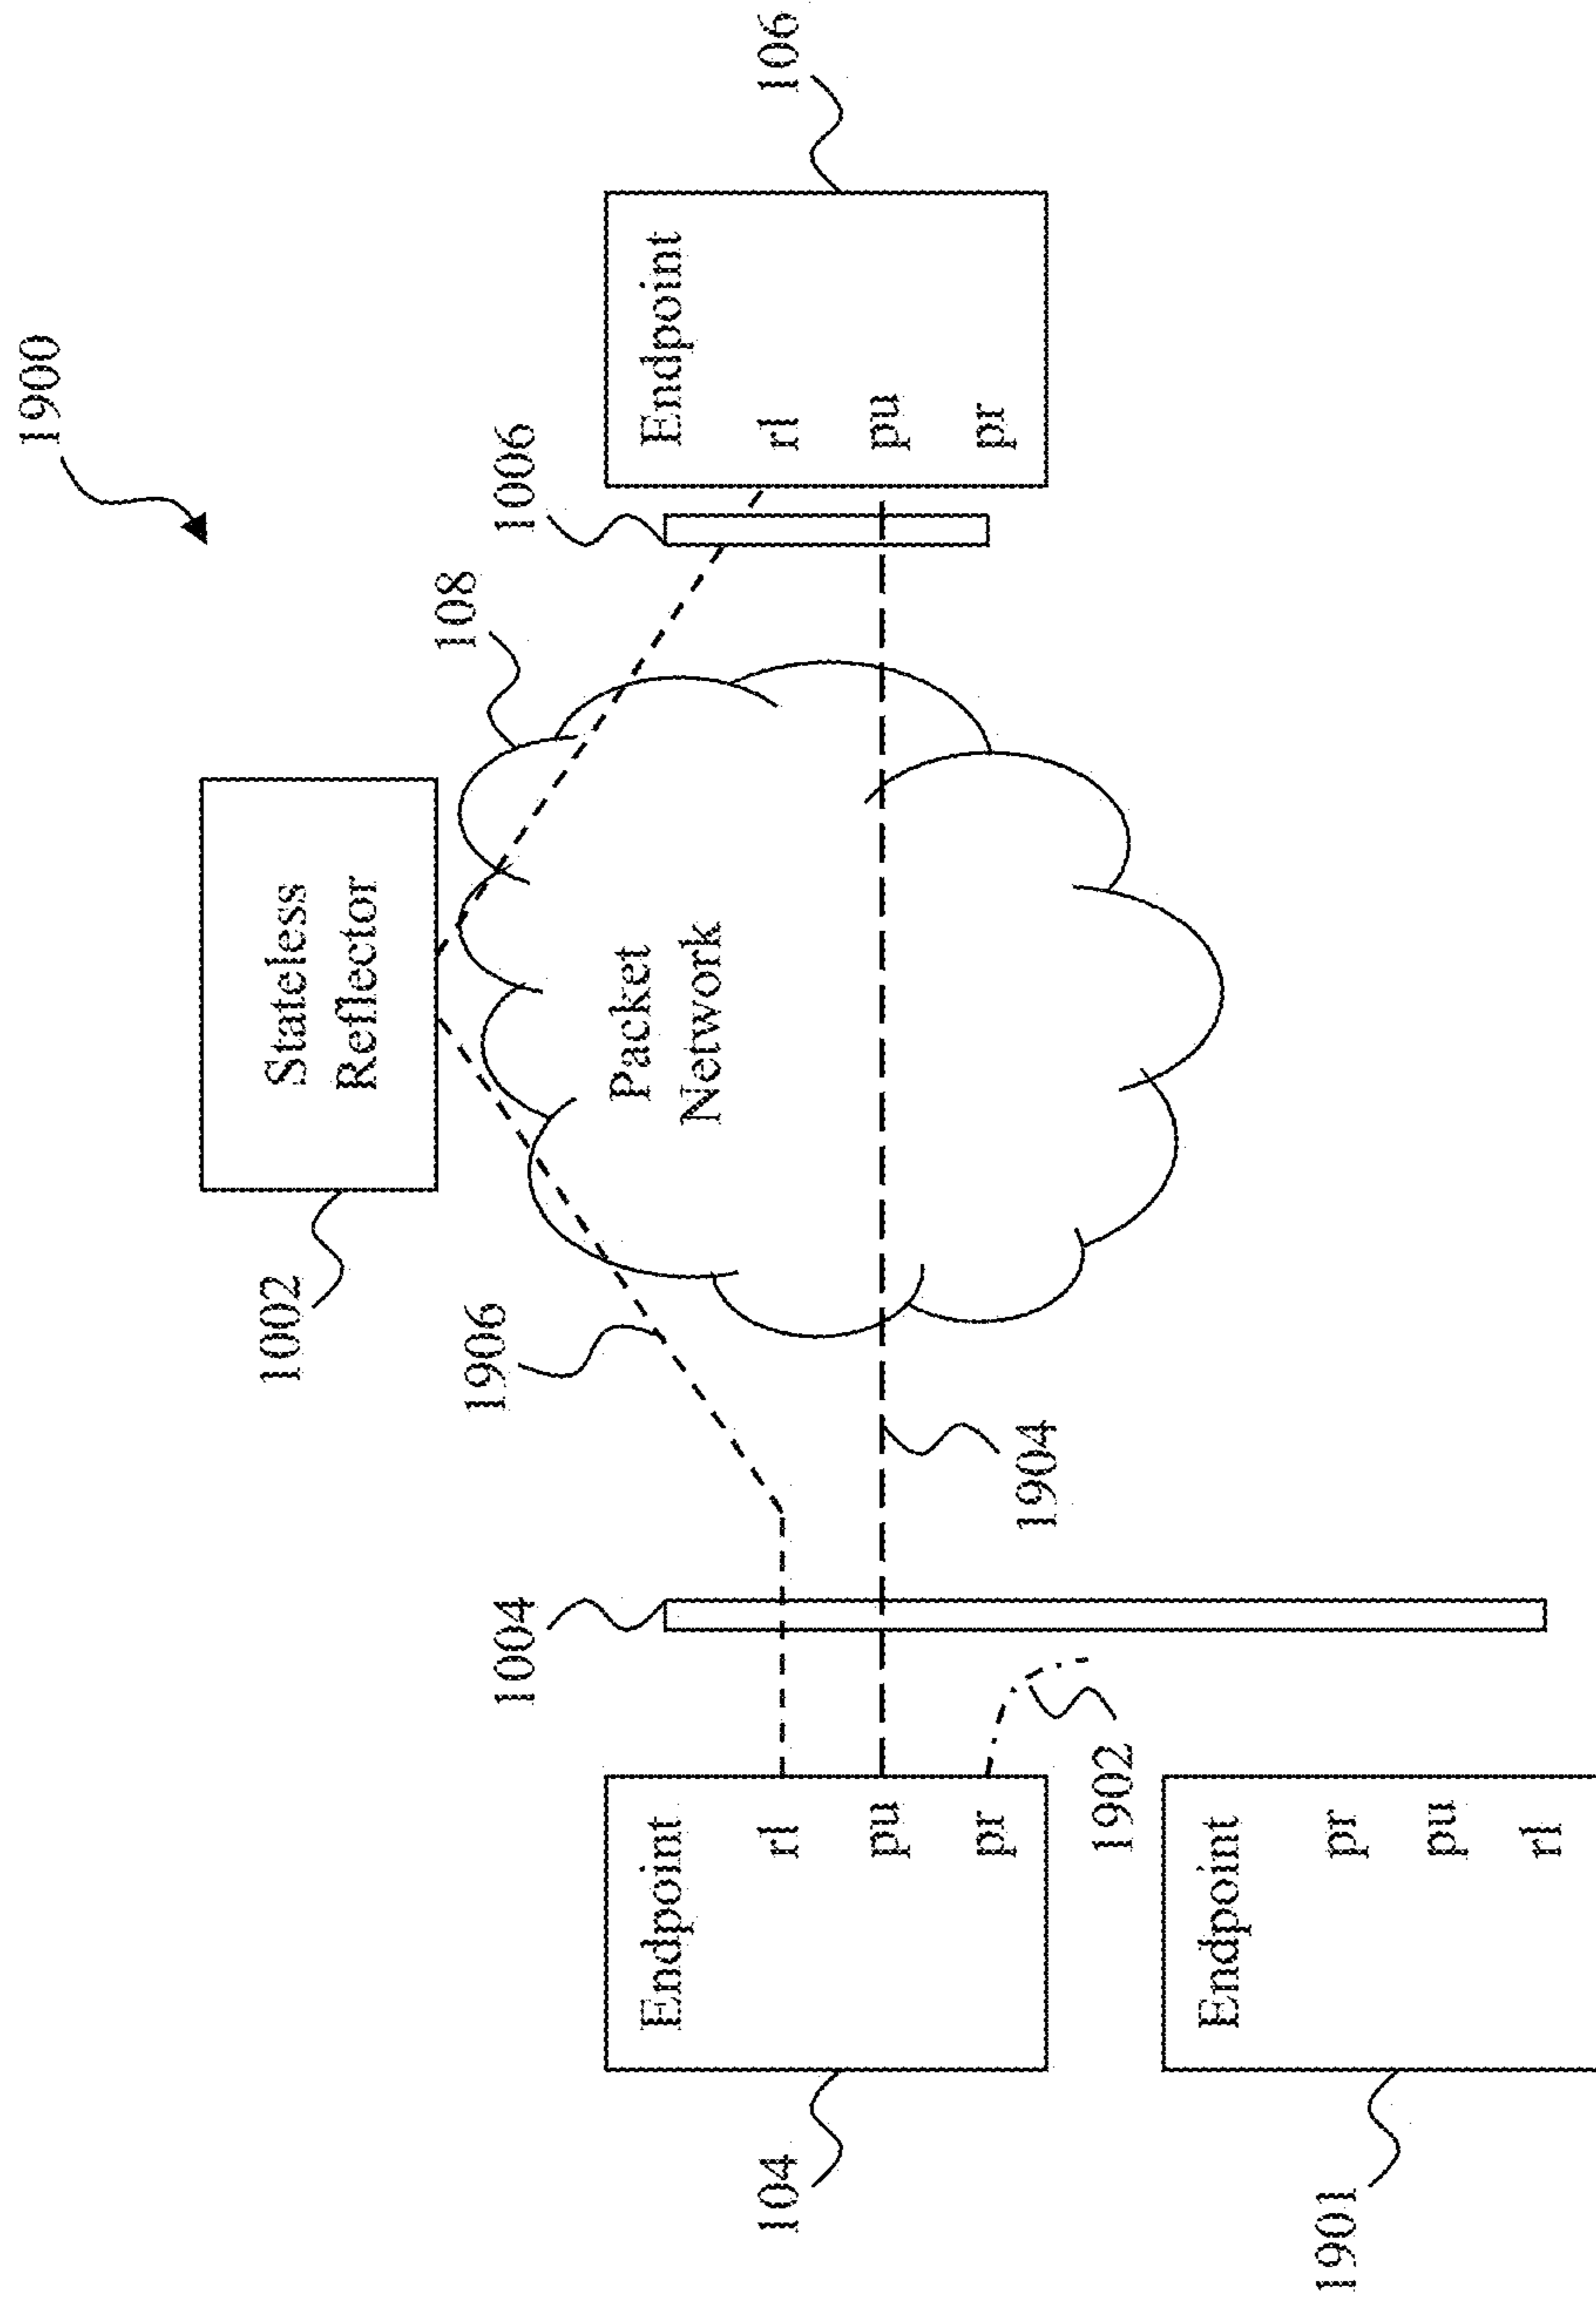 1900
Stateless
Reflector
1002
108
1906
1004
1006
Packet
Network
Endpoint
rl
pu
pr
104
Endpoint
rl
pu
pr
106
1904
1902
Endpoint
pr
pu
rl
1901